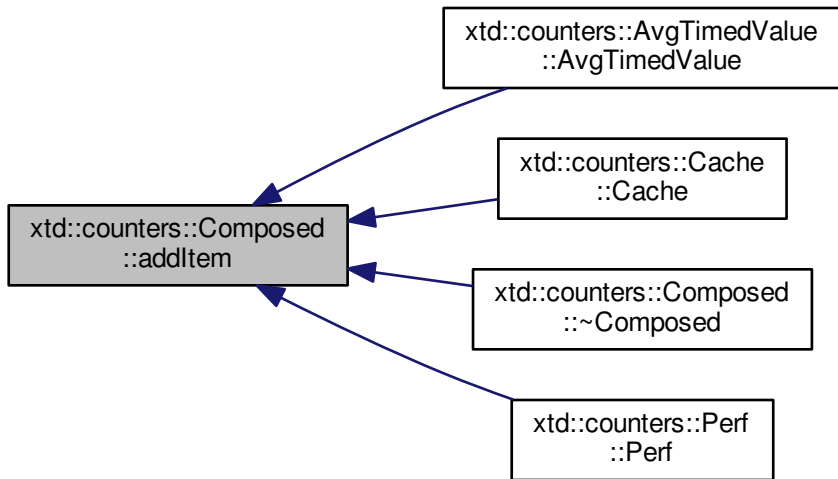 xtd::counters::AvgTimedValue
::AvgTimedValue
xtd::counters::Cache
::Cache
xtd::counters::Composed
::addItem
xtd::counters::Composed
::~Composed
xtd::counters::Perf
::Perf